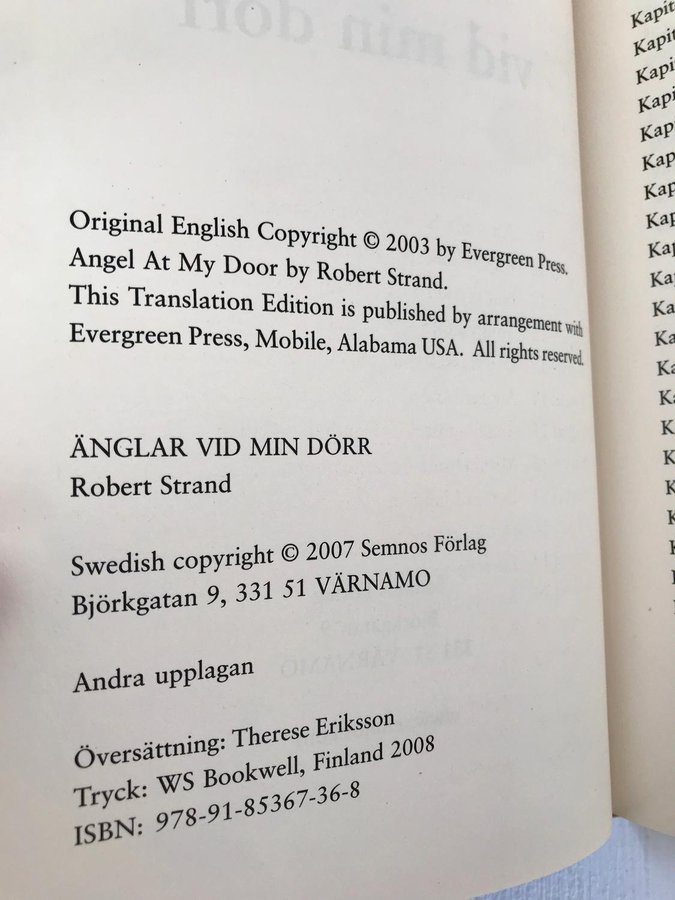 Original English Copyright © 2003 by Evergreen Press.
Angel At My Door by Robert Strand.
This Translation Edition is published by arrangement with
Evergreen Press, Mobile, Alabama USA. All rights reserved.
ÄNGLAR VID MIN DÖRR
Robert Strand
Swedish copyright © 2007 Semnos Förlag
Björkgatan 9, 331 51 VÄRNAMO
Andra upplagan
Översättning: Therese Eriksson
Tryck: WS Bookwell, Finland 2008
ISBN: 978-91-85367-36-8